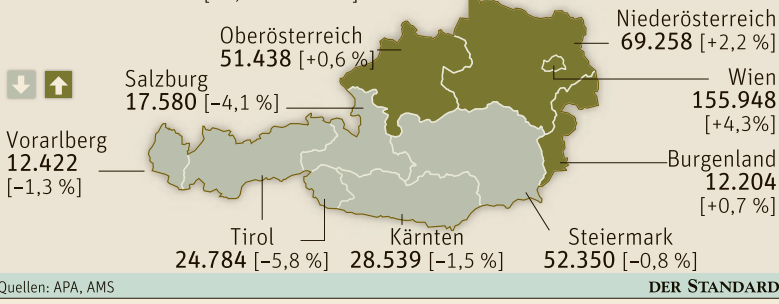 Oberösterreich
51.438 [+0,6 %]
Niederösterreich
69.258 [+2,2 %]
Salzburg
17.580 [–4,1 %]
Wien
155.948
[+4,3%]
Vorarlberg
12.422
[–1,3 %]
Burgenland
12.204
[+0,7 %]
Tirol
24.784 [–5,8 %]
Kärnten
28.539 [–1,5 %]
Steiermark
52.350 [–0,8 %]
Quellen: APA, AMS
DER STANDARD